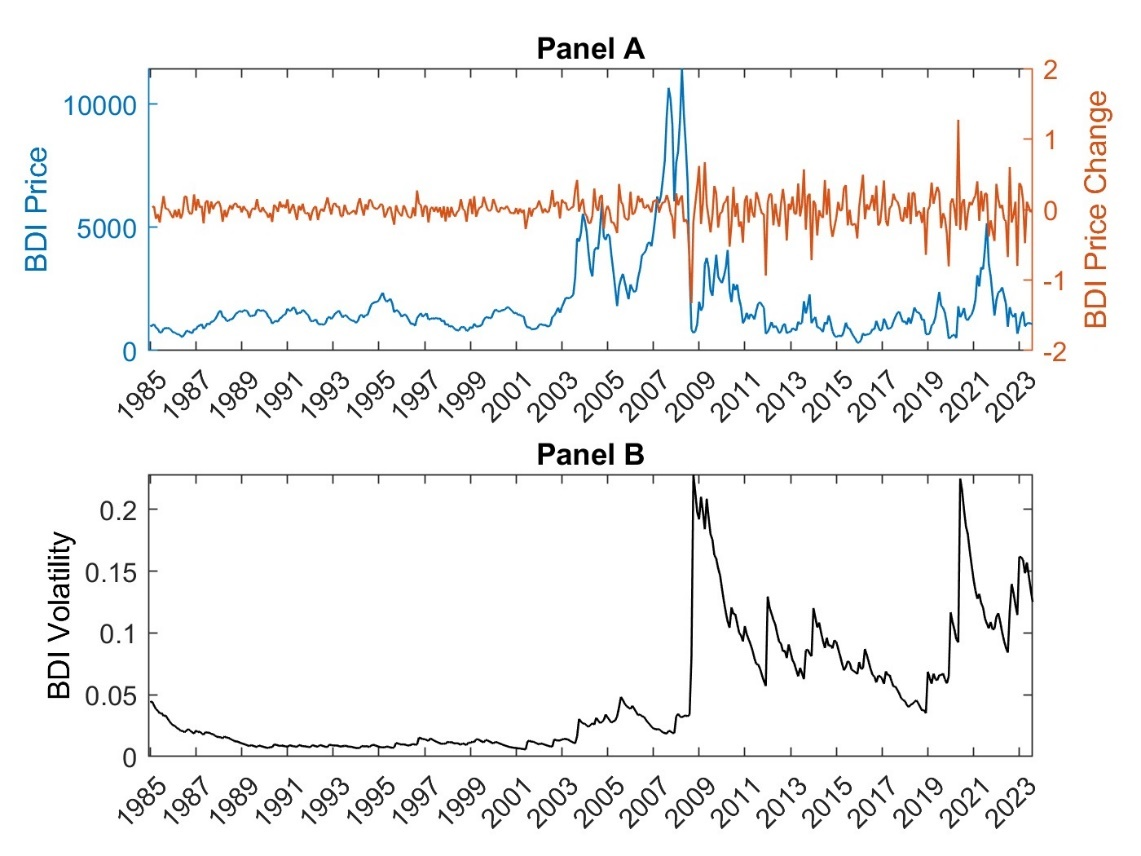 Panel A
BDI Price
10000
5000
0
2
1
0
-1
-2
BDI Price Change
1985 1987 1989 1991 1993 1995 1997 1999 2001 2003 2005 2007 2009 2011 2013 2015 2017 2019 2021 2023
Panel B
BDI Volatility
0.2
0.15
0.1
0.05
0
1985 1987 1989 1991 1993 1995 1997 1999 2001 2003 2005 2007 2009 2011 2013 2015 2017 2019 2021 2023